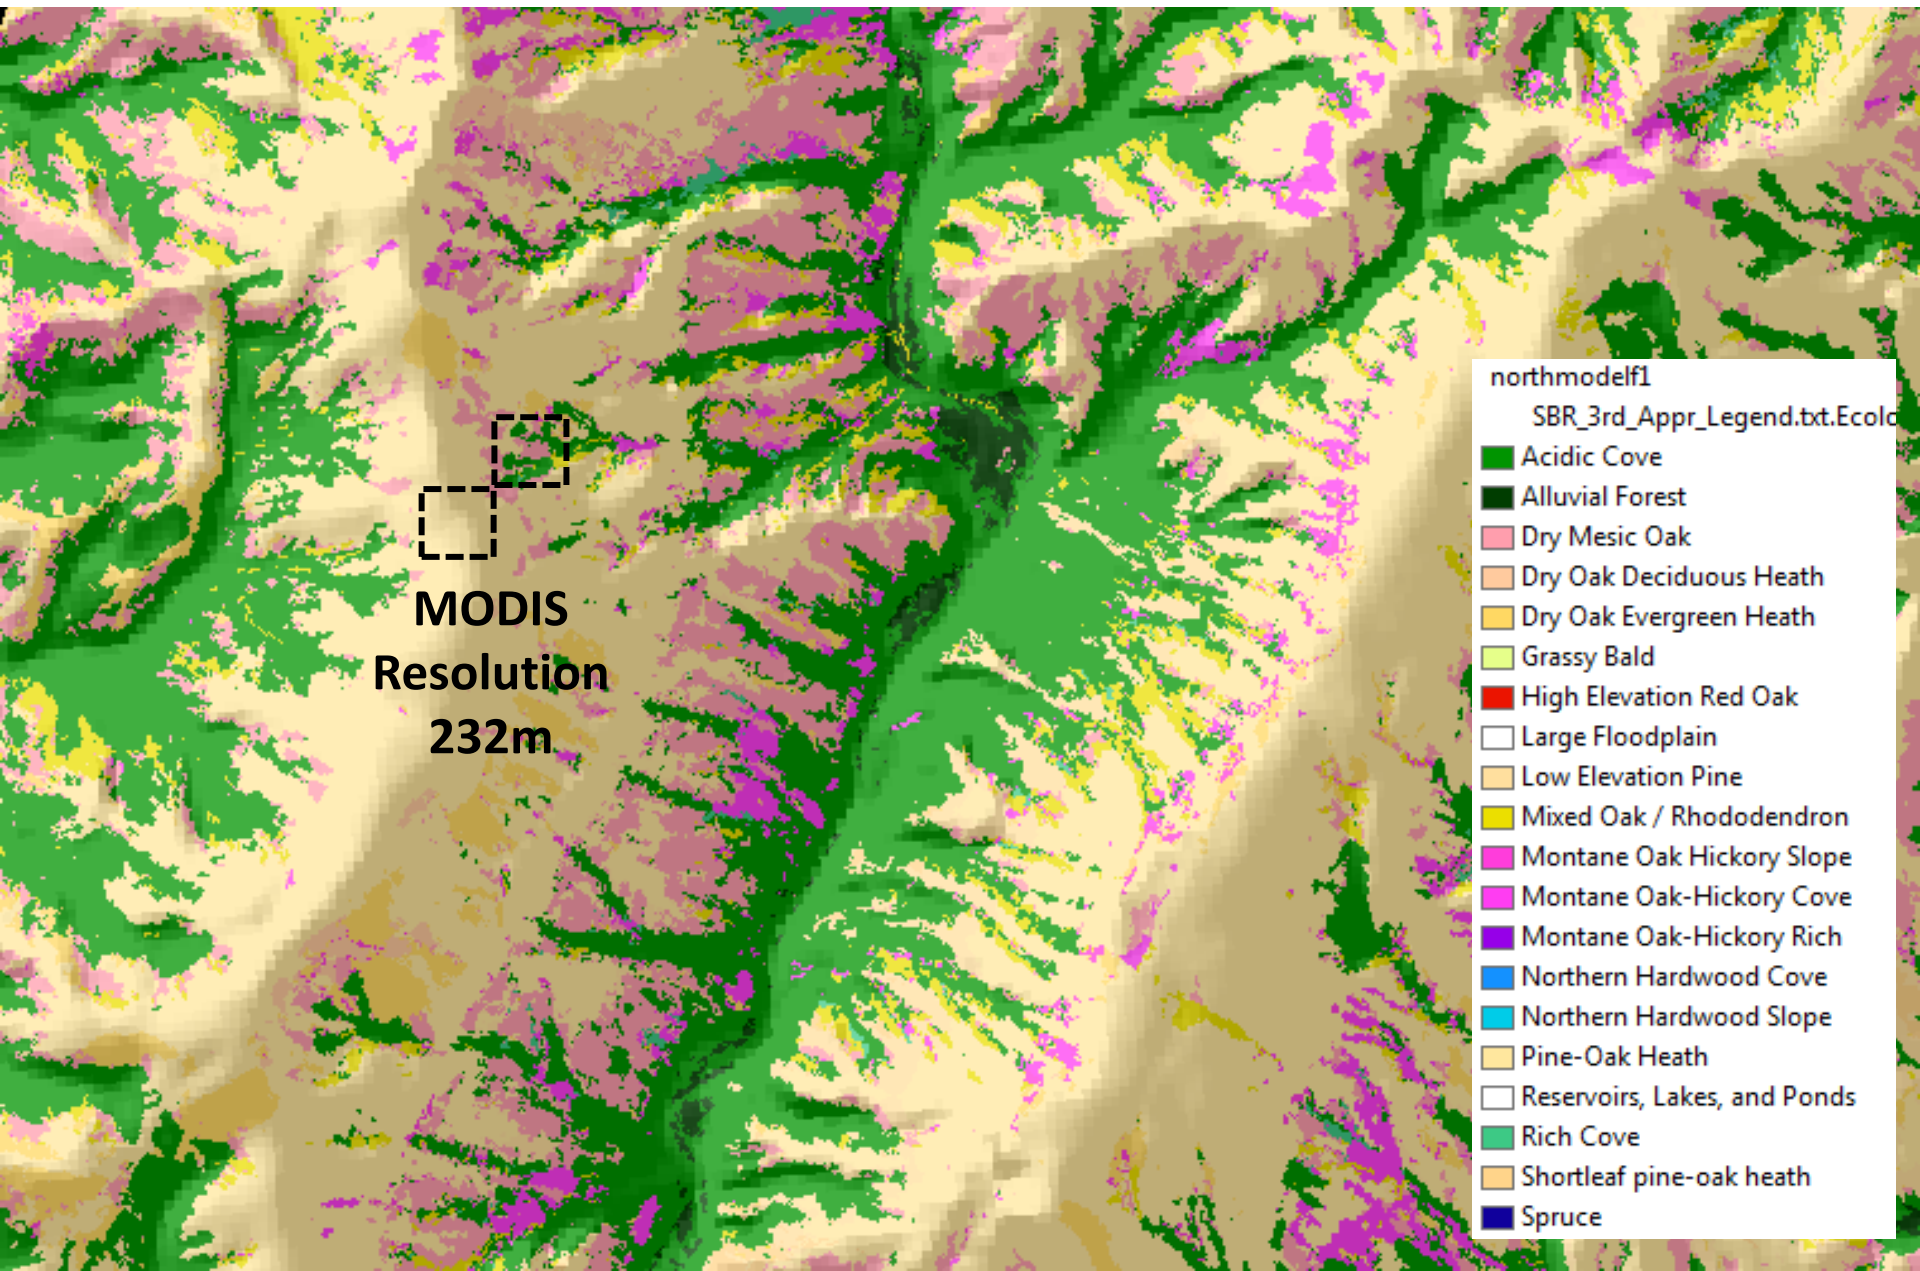 MODIS
Resolution
232m
northmodelf1
SBR_3rd_Appr_Legend.txt.Ecolo
Acidic Cove
Alluvial Forest
Dry Mesic Oak
Dry Oak Deciduous Heath
Dry Oak Evergreen Heath
Grassy Bald
High Elevation Red Oak
Large Floodplain
Low Elevation Pine
Mixed Oak / Rhododendron
Montane Oak Hickory Slope
Montane Oak-Hickory Cove
Montane Oak-Hickory Rich
Northern Hardwood Cove
Northern Hardwood Slope
Pine-Oak Heath
Reservoirs, Lakes, and Ponds
Rich Cove
Shortleaf pine-oak heath
Spruce